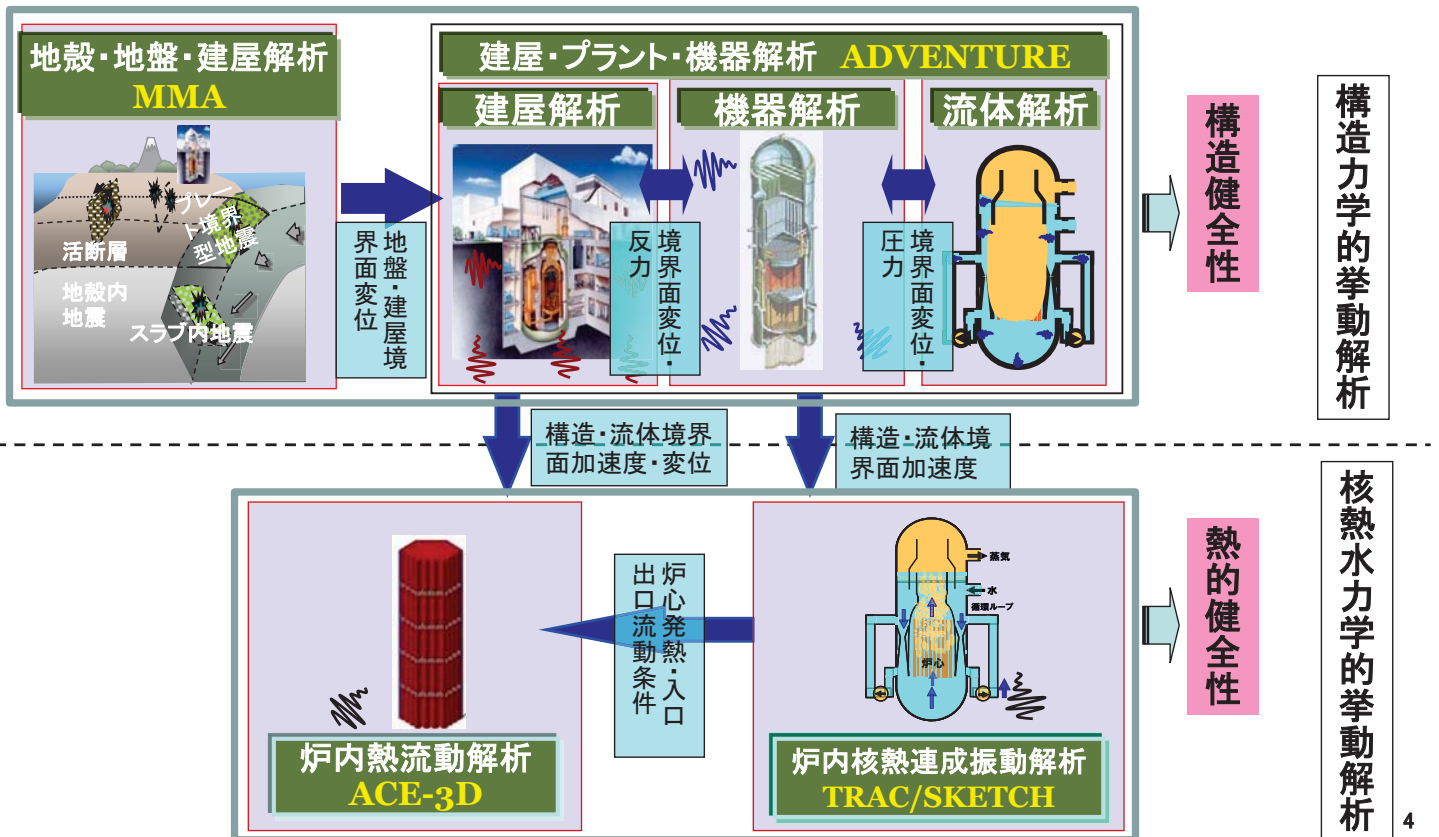 地殻・地盤・建屋解析
MMA
プレー
ト境界
型地震
活断層
地殻内
地震
スラブ内地震
地盤・建屋境
界面変位
建屋・プラント・機器解析 ADVENTURE
建屋解析
機器解析
流体解析
境界面変位・
反力
境界面変位・
圧力
構造健全性
構造力学的挙動解析
構造・流体境界
面加速度・変位
構造・流体境
界面加速度
炉内熱流動解析
ACE-3D
炉心発熱・入口
出口流動条件
蒸気
水
循環ループ
炉心
炉内核熱連成振動解析
TRAC/SKETCH
熱的健全性
核熱水力学的挙動解析
4